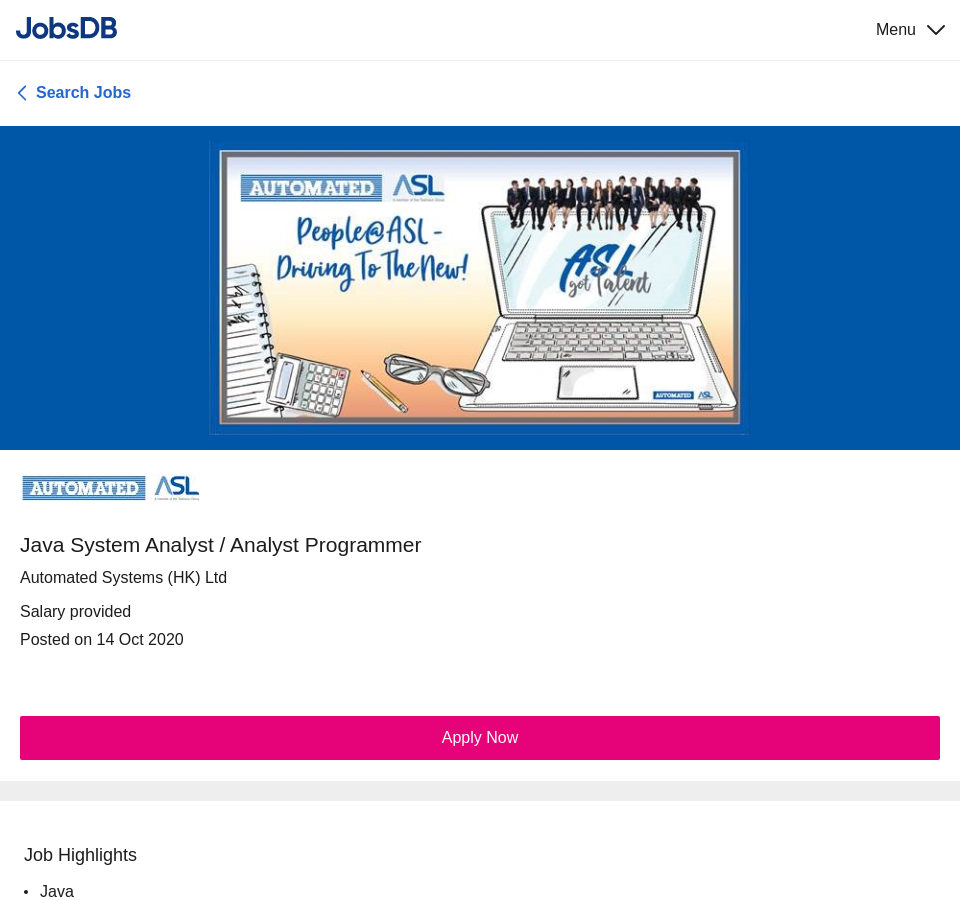 JobsDB
Menu
Search Jobs
AUTOMATED ASL
People@ASL -
Driving To The New!
ASL
got Talent
AUTOMATED ASL
AUTOMATED ASL
Java System Analyst / Analyst Programmer
Automated Systems (HK) Ltd
Salary provided
Posted on 14 Oct 2020
Apply Now
Job Highlights
• Java